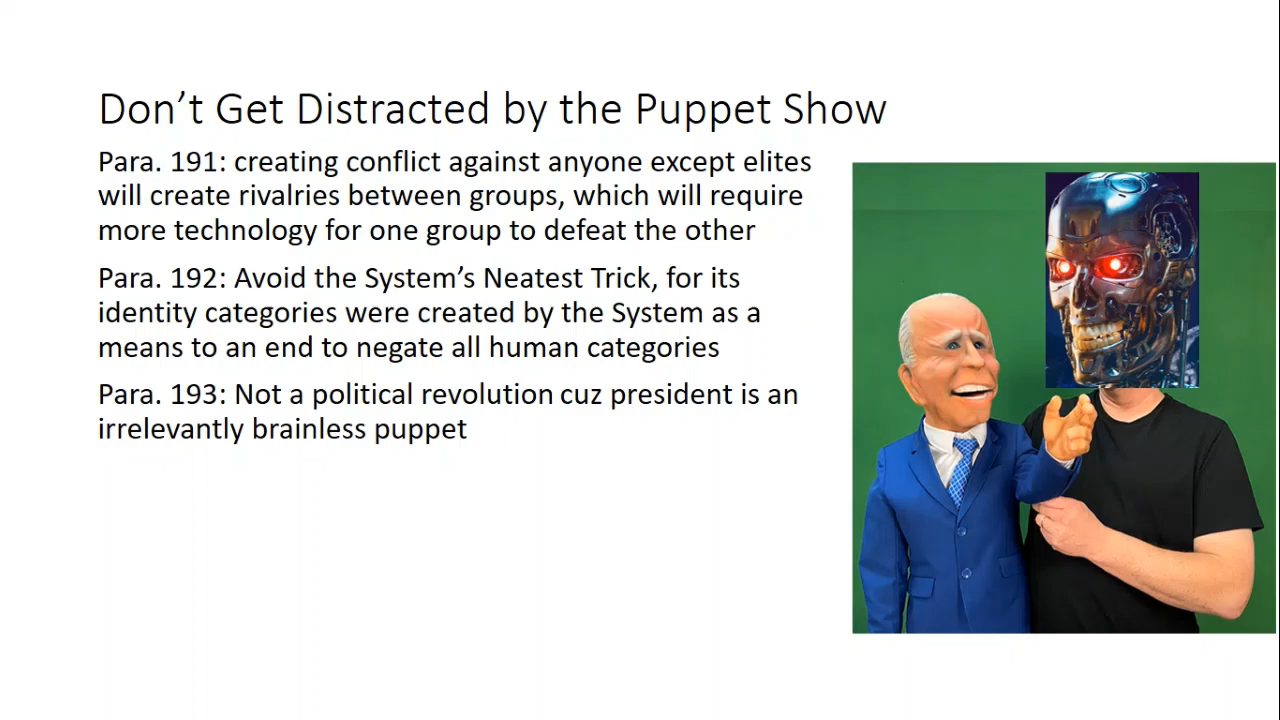 Don’t Get Distracted by the Puppet Show
Para. 191: creating conflict against anyone except elites
will create rivalries between groups, which will require
more technology for one group to defeat the other
Para. 192: Avoid the System’s Neatest Trick, for its
identity categories were created by the System as a
means to an end to negate all human categories
Para. 193: Not a political revolution cuz president is an
irrelevantly brainless puppet